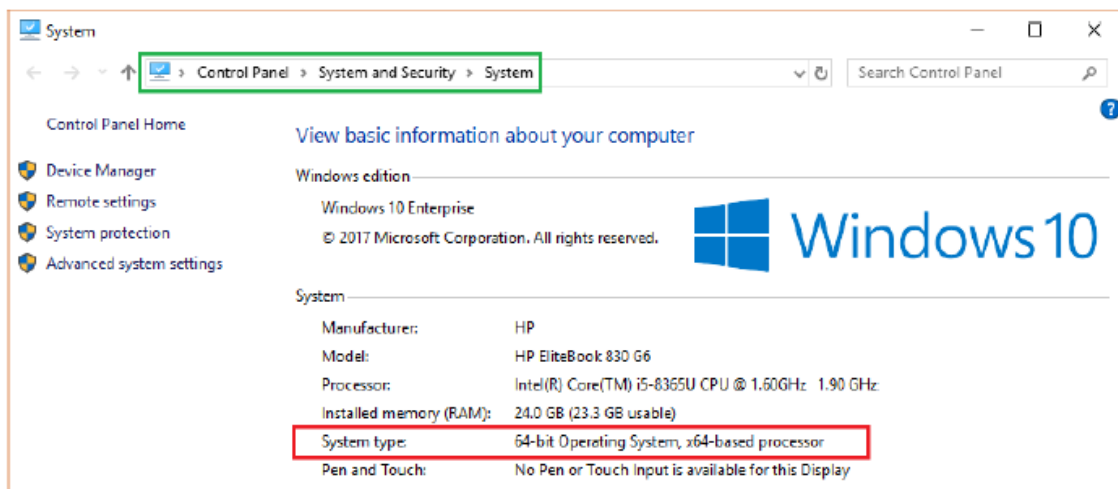 System
Control Panel > System and Security > System
Search Control Panel
?
Control Panel Home
Device Manager
Remote settings
System protection
Advanced system settings
View basic information about your computer
Windows edition
Windows 10 Enterprise
© 2017 Microsoft Corporation. All rights reserved.
Windows 10
System
Manufacturer: HP
Model: HP EliteBook 830 G6
Processor: Intel(R) Core(TM) i5-8365U CPU @ 1.60GHz 1.90 GHz
Installed memory (RAM): 24.0 GB (23.3 GB usable)
System type: 64-bit Operating System, x64-based processor
Pen and Touch: No Pen or Touch Input is available for this Display